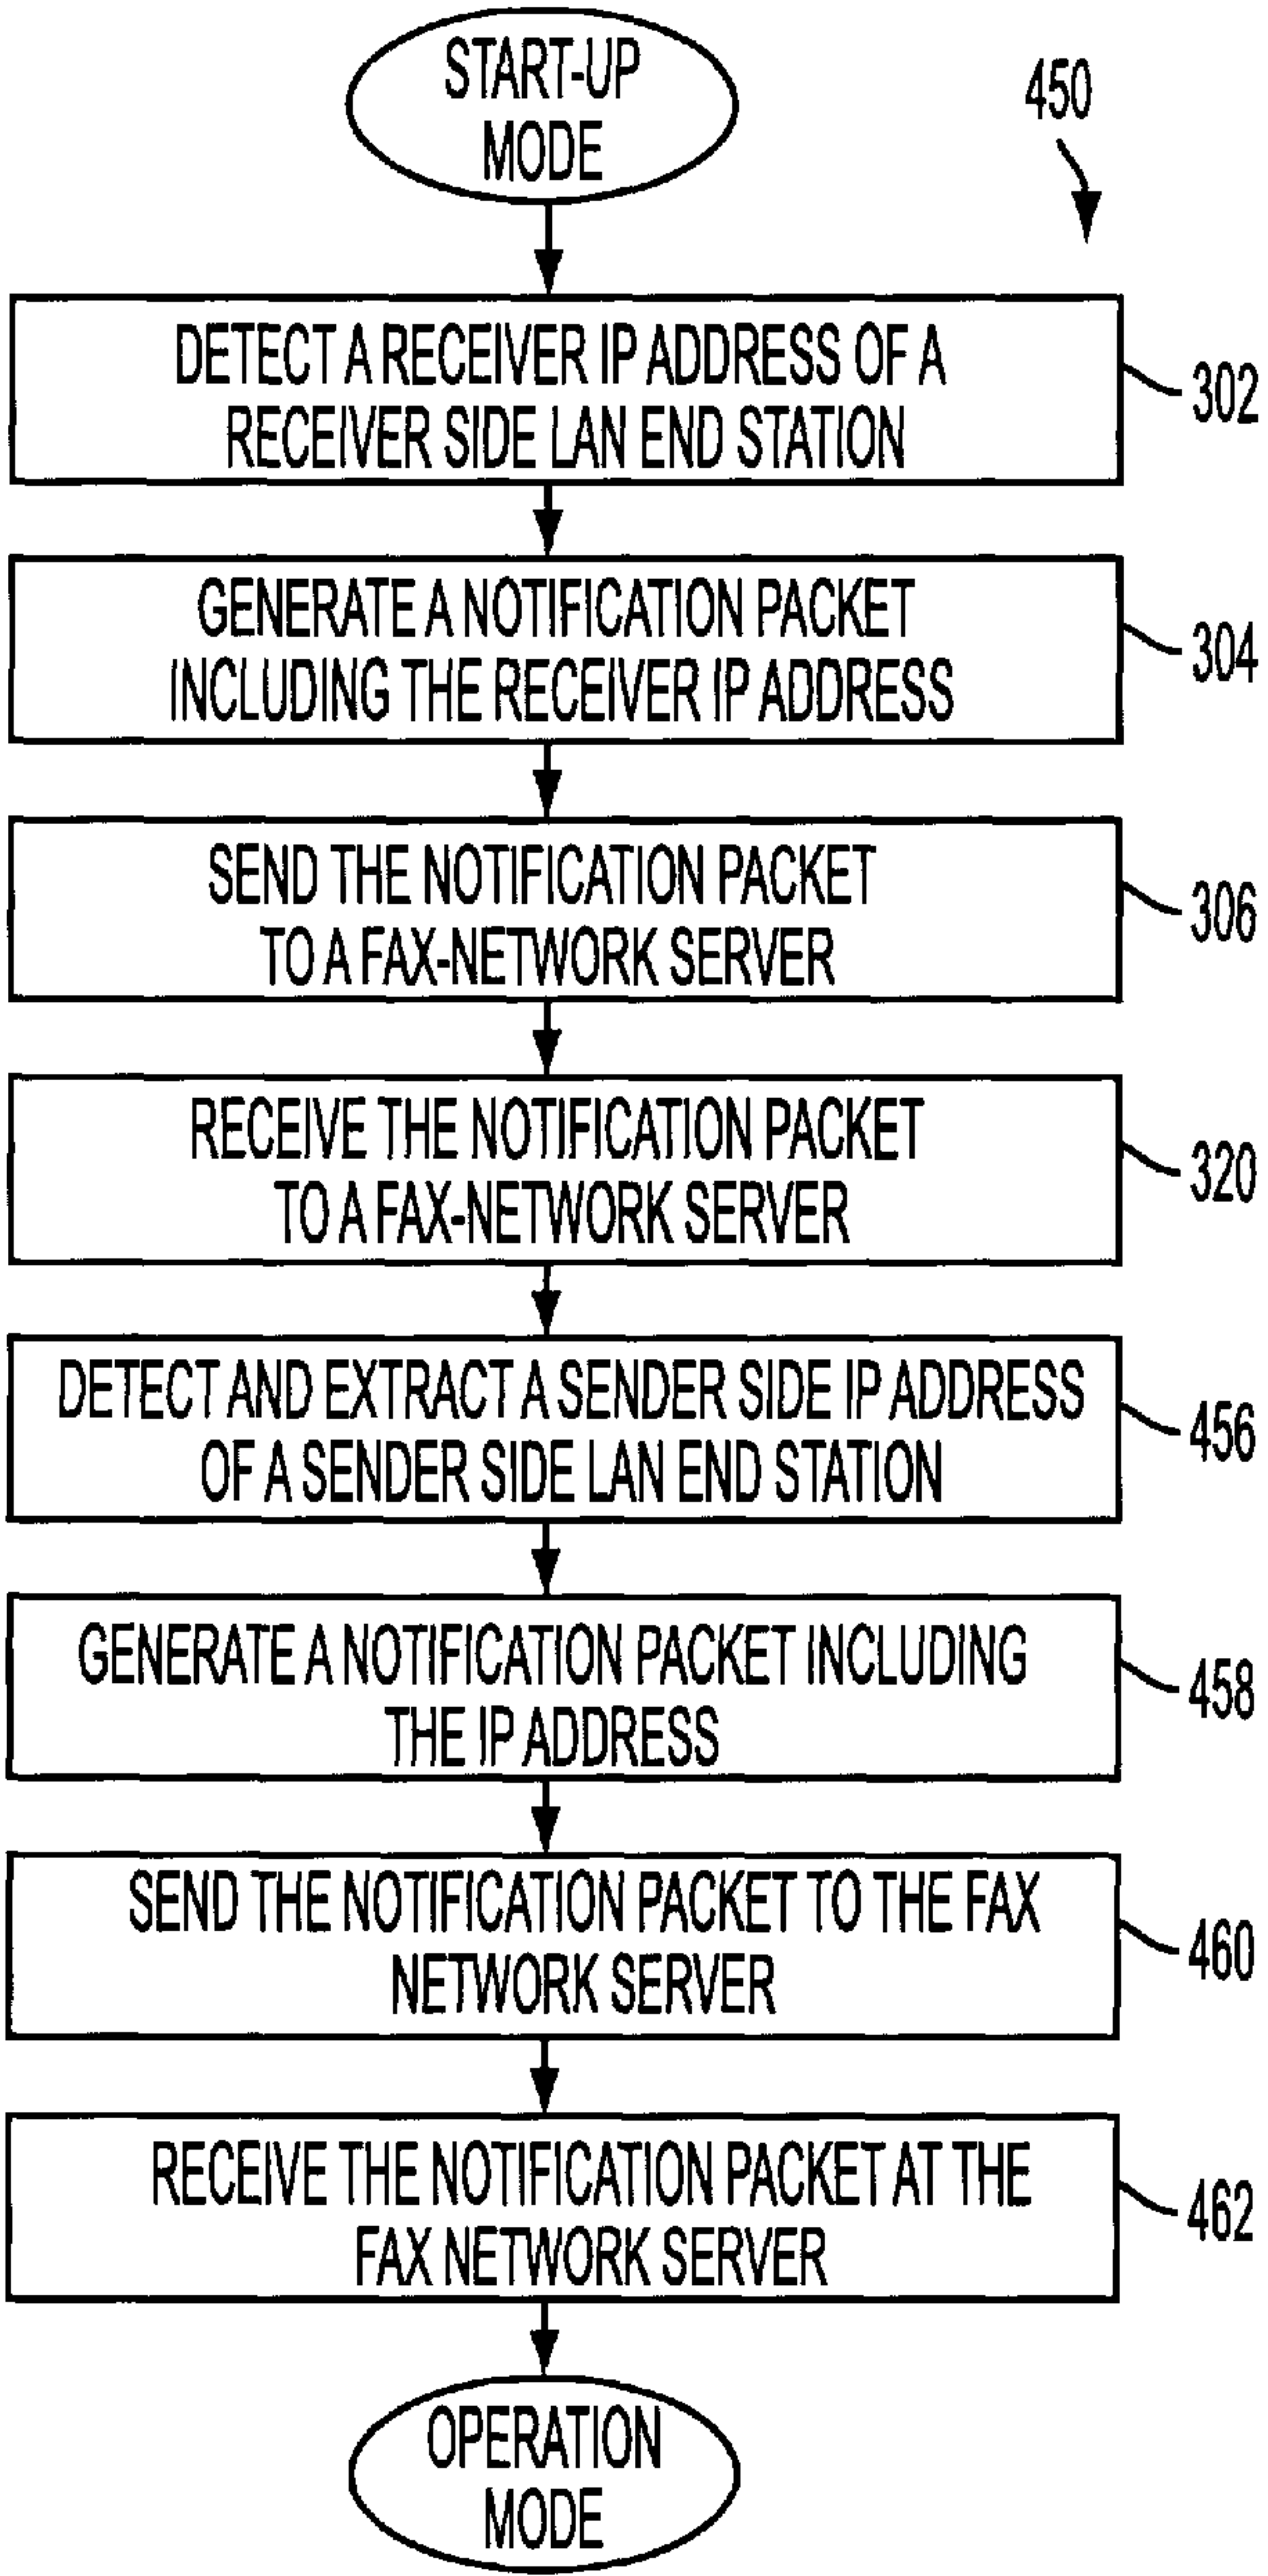 START-UP
MODE
450
DETECT A RECEIVER IP ADDRESS OF A
RECEIVER SIDE LAN END STATION
302
GENERATE A NOTIFICATION PACKET
INCLUDING THE RECEIVER IP ADDRESS
304
SEND THE NOTIFICATION PACKET
TO A FAX-NETWORK SERVER
306
RECEIVE THE NOTIFICATION PACKET
TO A FAX-NETWORK SERVER
320
DETECT AND EXTRACT A SENDER SIDE IP ADDRESS
OF A SENDER SIDE LAN END STATION
456
GENERATE A NOTIFICATION PACKET INCLUDING
THE IP ADDRESS
458
SEND THE NOTIFICATION PACKET TO THE FAX
NETWORK SERVER
460
RECEIVE THE NOTIFICATION PACKET AT THE
FAX NETWORK SERVER
462
OPERATION
MODE